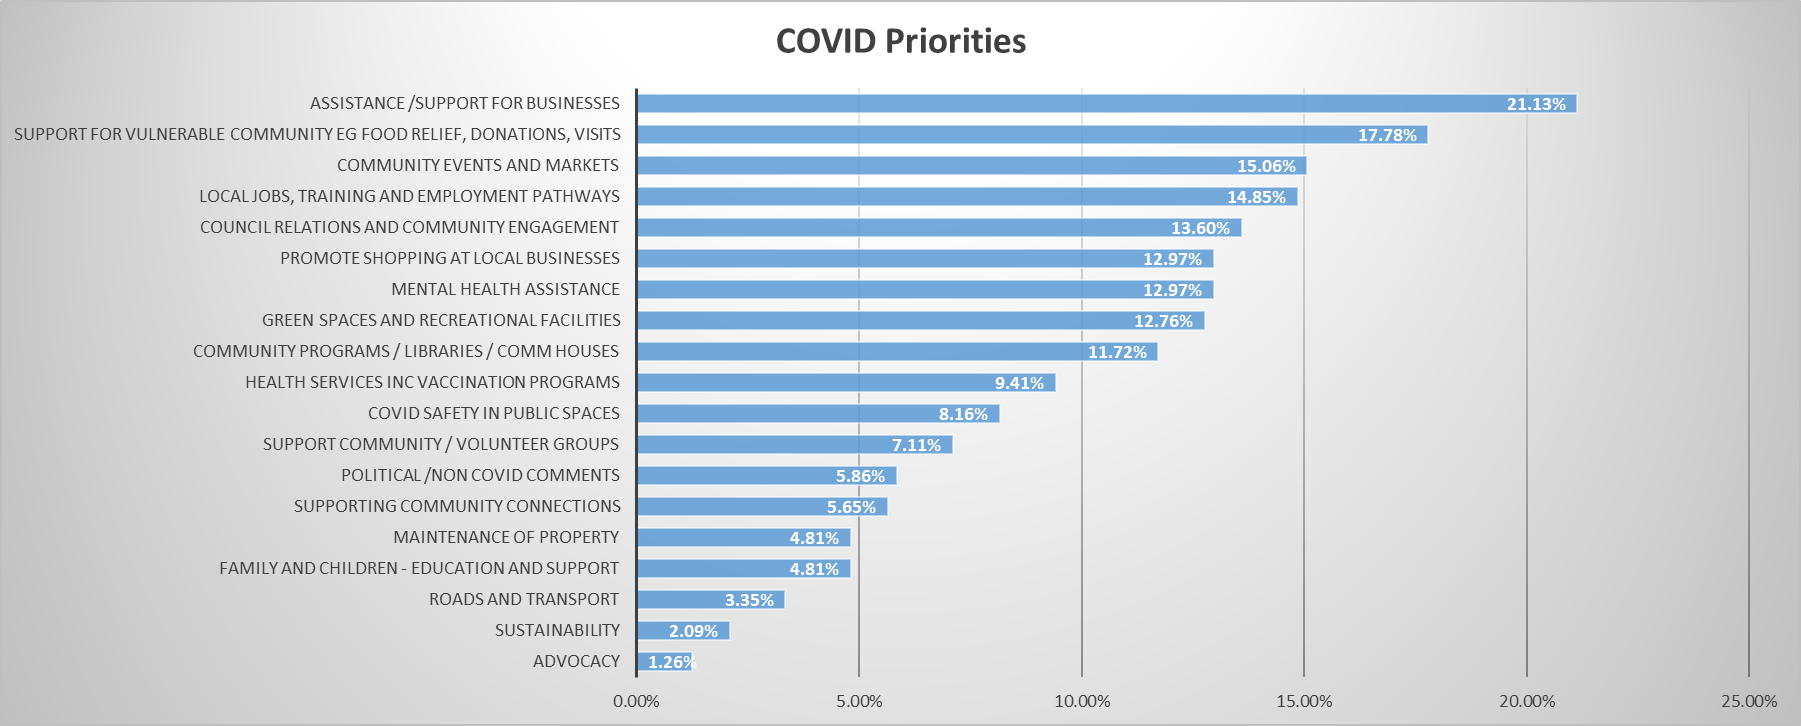 COVID Priorities
ASSISTANCE /SUPPORT FOR BUSINESSES 21.13%
SUPPORT FOR VULNERABLE COMMUNITY EG FOOD RELIEF, DONATIONS, VISITS 17.78%
COMMUNITY EVENTS AND MARKETS 15.06%
LOCAL JOBS, TRAINING AND EMPLOYMENT PATHWAYS 14.85%
COUNCIL RELATIONS AND COMMUNITY ENGAGEMENT 13.60%
PROMOTE SHOPPING AT LOCAL BUSINESSES 12.97%
MENTAL HEALTH ASSISTANCE 12.97%
GREEN SPACES AND RECREATIONAL FACILITIES 12.76%
COMMUNITY PROGRAMS / LIBRARIES / COMM HOUSES 11.72%
HEALTH SERVICES INC VACCINATION PROGRAMS 9.41%
COVID SAFETY IN PUBLIC SPACES 8.16%
SUPPORT COMMUNITY / VOLUNTEER GROUPS 7.11%
POLITICAL /NON COVID COMMENTS 5.86%
SUPPORTING COMMUNITY CONNECTIONS 5.65%
MAINTENANCE OF PROPERTY 4.81%
FAMILY AND CHILDREN - EDUCATION AND SUPPORT 4.81%
ROADS AND TRANSPORT 3.35%
SUSTAINABILITY 2.09%
ADVOCACY 1.26%
0.00% 5.00% 10.00% 15.00% 20.00% 25.00%